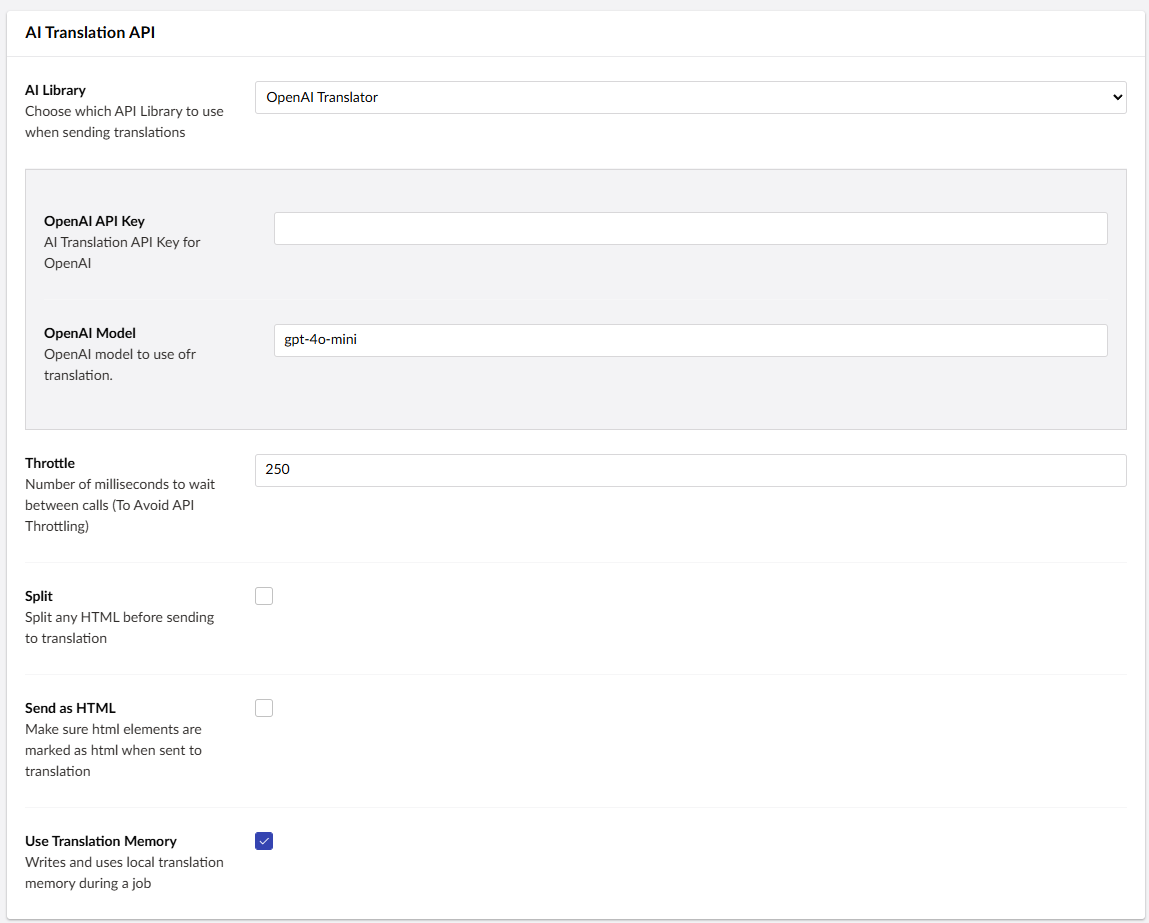 AI Translation API
AI Library
Choose which API Library to use
when sending translations
OpenAI Translator
OpenAI API Key
AI Translation API Key for
OpenAI
OpenAI Model
OpenAI model to use ofr
translation.
gpt-4o-mini
Throttle
Number of milliseconds to wait
between calls (To Avoid API
Throttling)
250
Split
Split any HTML before sending
to translation
Send as HTML
Make sure html elements are
marked as html when sent to
translation
Use Translation Memory
Writes and uses local translation
memory during a job